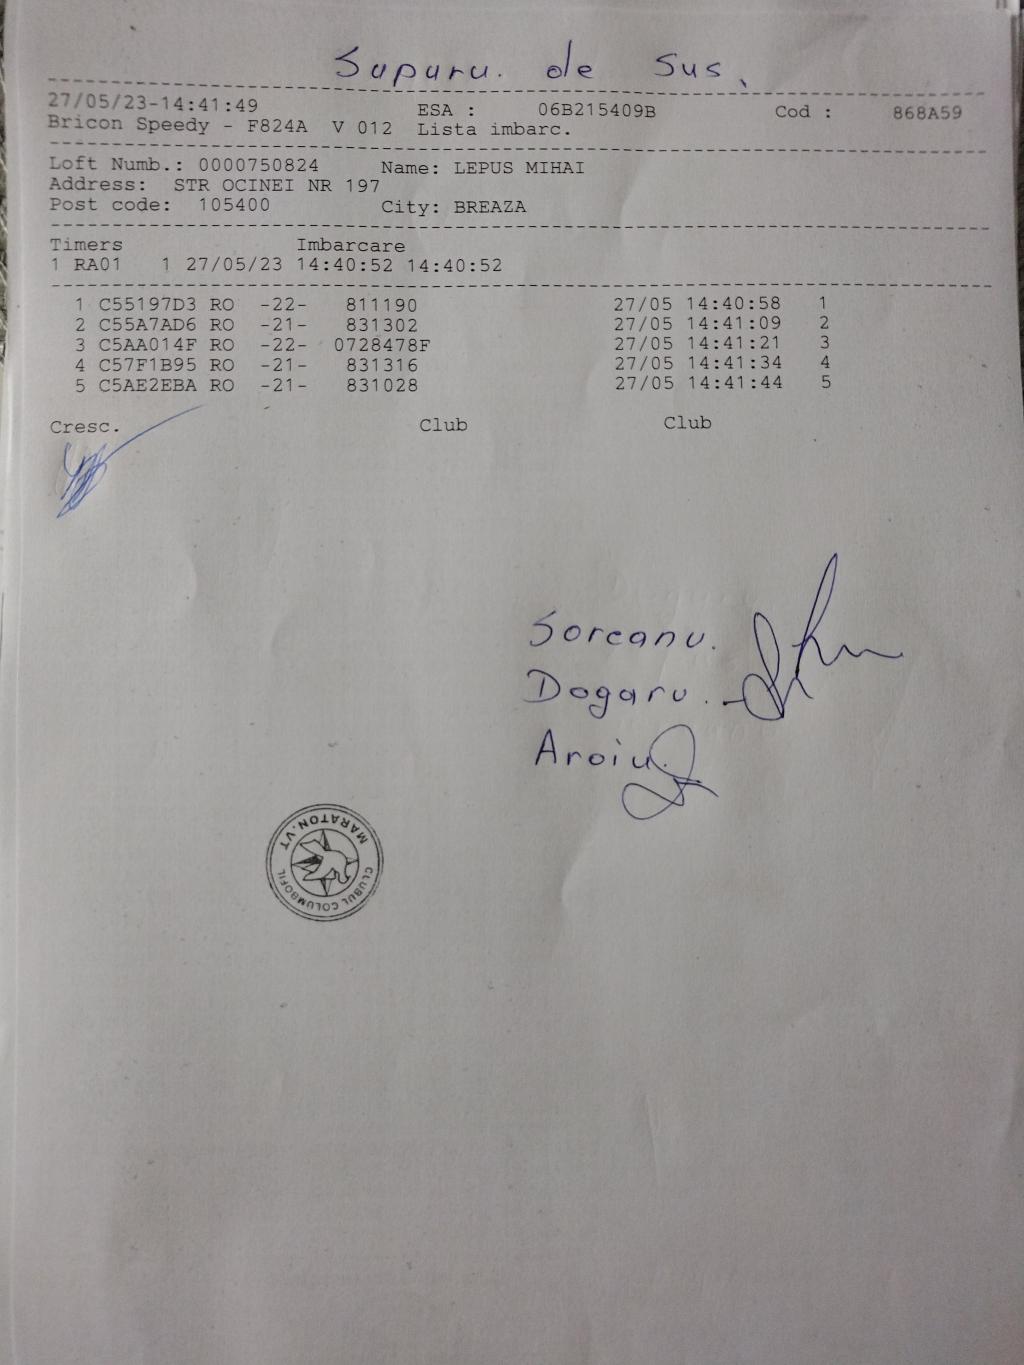 Supuru. de Sus.
27/05/23-14:41:49 ESA : 06B215409B Cod : 868A59
Bricon Speedy - F824A V 012 Lista imbarc.
Loft Numb.: 0000750824 Name: LEPUS MIHAI
Address: STR OCINEI NR 197
Post code: 105400 City: BREAZA
Timers Imbarcare
1 RA01 1 27/05/23 14:40:52 14:40:52
1 C55197D3 RO -22- 811190 27/05 14:40:58 1
2 C55A7AD6 RO -21- 831302 27/05 14:41:09 2
3 C5AA014F RO -22- 0728478F 27/05 14:41:21 3
4 C57F1B95 RO -21- 831316 27/05 14:41:34 4
5 C5AE2EBA RO -21- 831028 27/05 14:41:44 5
Cresc. Club Club
Soreanu.
Dogaru.
Aroiu.
CLUBUL COLUMBOFIL
MARATON.VT